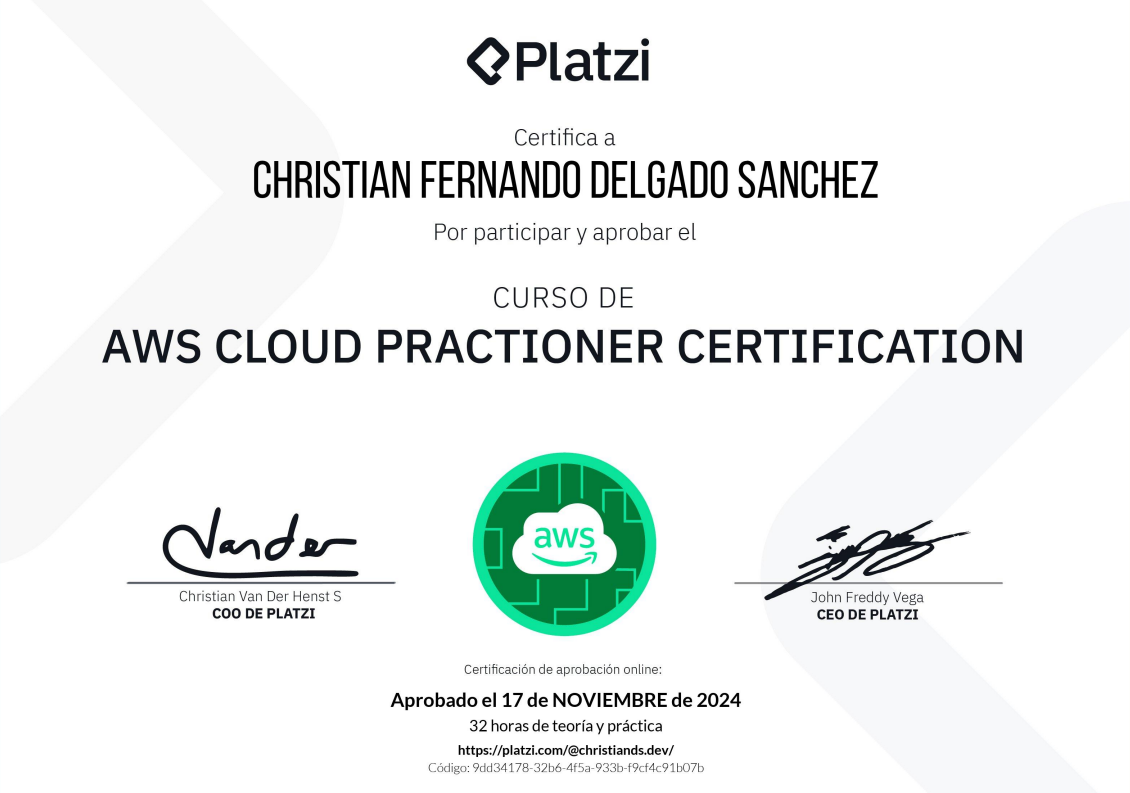 Platzi
Certifica a
CHRISTIAN FERNANDO DELGADO SANCHEZ
Por participar y aprobar el
CURSO DE
AWS CLOUD PRACTIONER CERTIFICATION
aws
Vander
Christian Van Der Henst S
COO DE PLATZI
John Freddy Vega
CEO DE PLATZI
Certificación de aprobación online:
Aprobado el 17 de NOVIEMBRE de 2024
32 horas de teoría y práctica
https://platzi.com/@christiands.dev/
Código: 9dd34178-32b6-4f5a-933b-f9cf4c91b07b